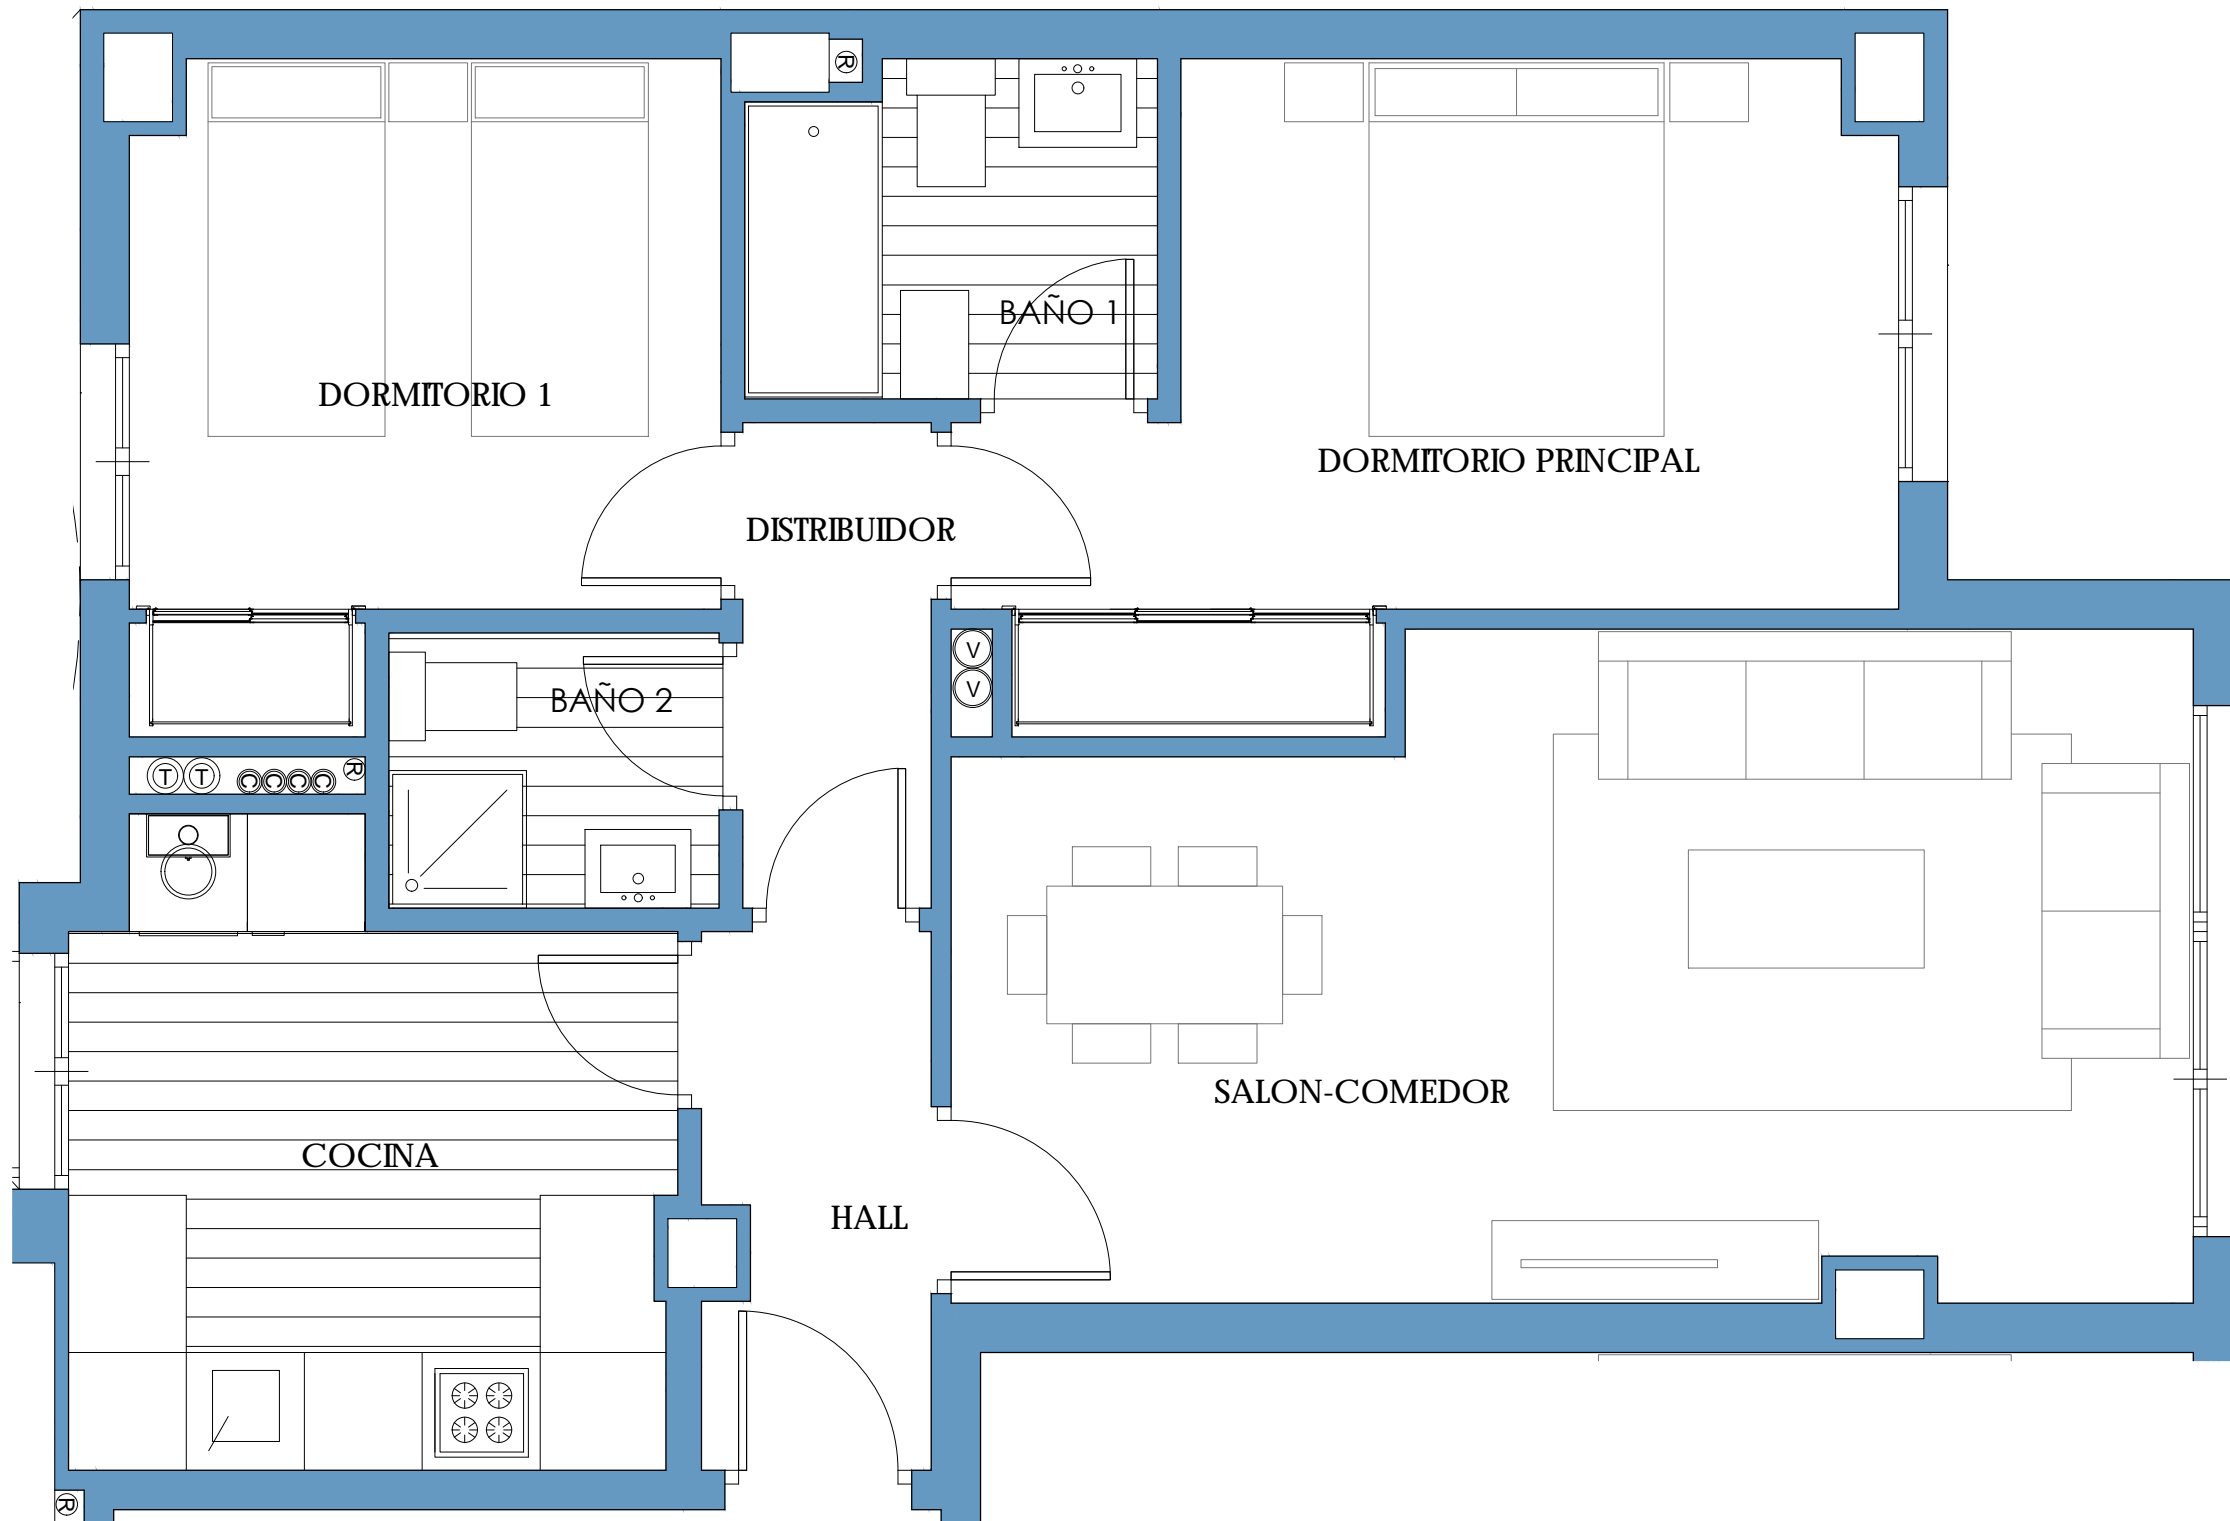 R
BAÑO 1
DORMITORIO 1
DORMITORIO PRINCIPAL
DISTRIBUIDOR
V
V
BAÑO 2
T T C C C C R
SALON-COMEDOR
COCINA
HALL
R